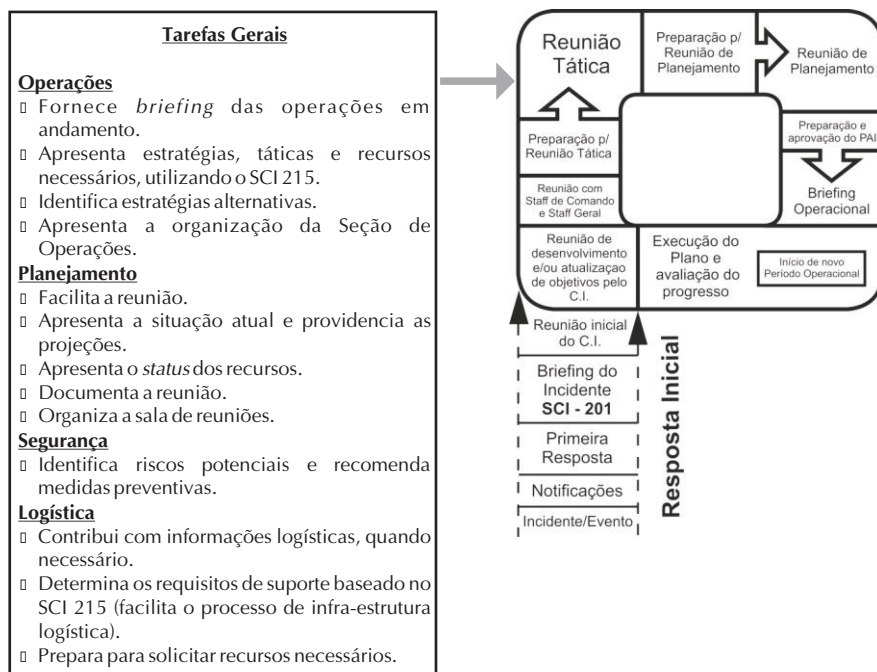 Tarefas Gerais
Operações
▯ Fornece briefing das operações em
andamento.
▯ Apresenta estratégias, táticas e recursos
necessários, utilizando o SCI 215.
▯ Identifica estratégias alternativas.
▯ Apresenta a organização da Seção de
Operações.
Planejamento
▯ Facilita a reunião.
▯ Apresenta a situação atual e providencia as
projeções.
▯ Apresenta o status dos recursos.
▯ Documenta a reunião.
▯ Organiza a sala de reuniões.
Segurança
▯ Identifica riscos potenciais e recomenda
medidas preventivas.
Logística
▯ Contribui com informações logísticas, quando
necessário.
▯ Determina os requisitos de suporte baseado no
SCI 215 (facilita o processo de infra-estrutura
logística).
▯ Prepara para solicitar recursos necessários.
Reunião
Tática
Preparação p/
Reunião de
Planejamento
Reunião de
Planejamento
Preparação p/
Reunião Tática
Preparação e
aprovação do PAI
Reunião com
Staff de Comando
e Staff Geral
Briefing
Operacional
Reunião de
desenvolvimento
e/ou atualizaçao
de objetivos pelo
C.I.
Execução do
Plano e
avaliação do
progresso
Início de novo
Período Operacional
Reunião inicial
do C.I.
Briefing do
Incidente
SCI - 201
Primeira
Resposta
Notificações
Incidente/Evento
Resposta Inicial